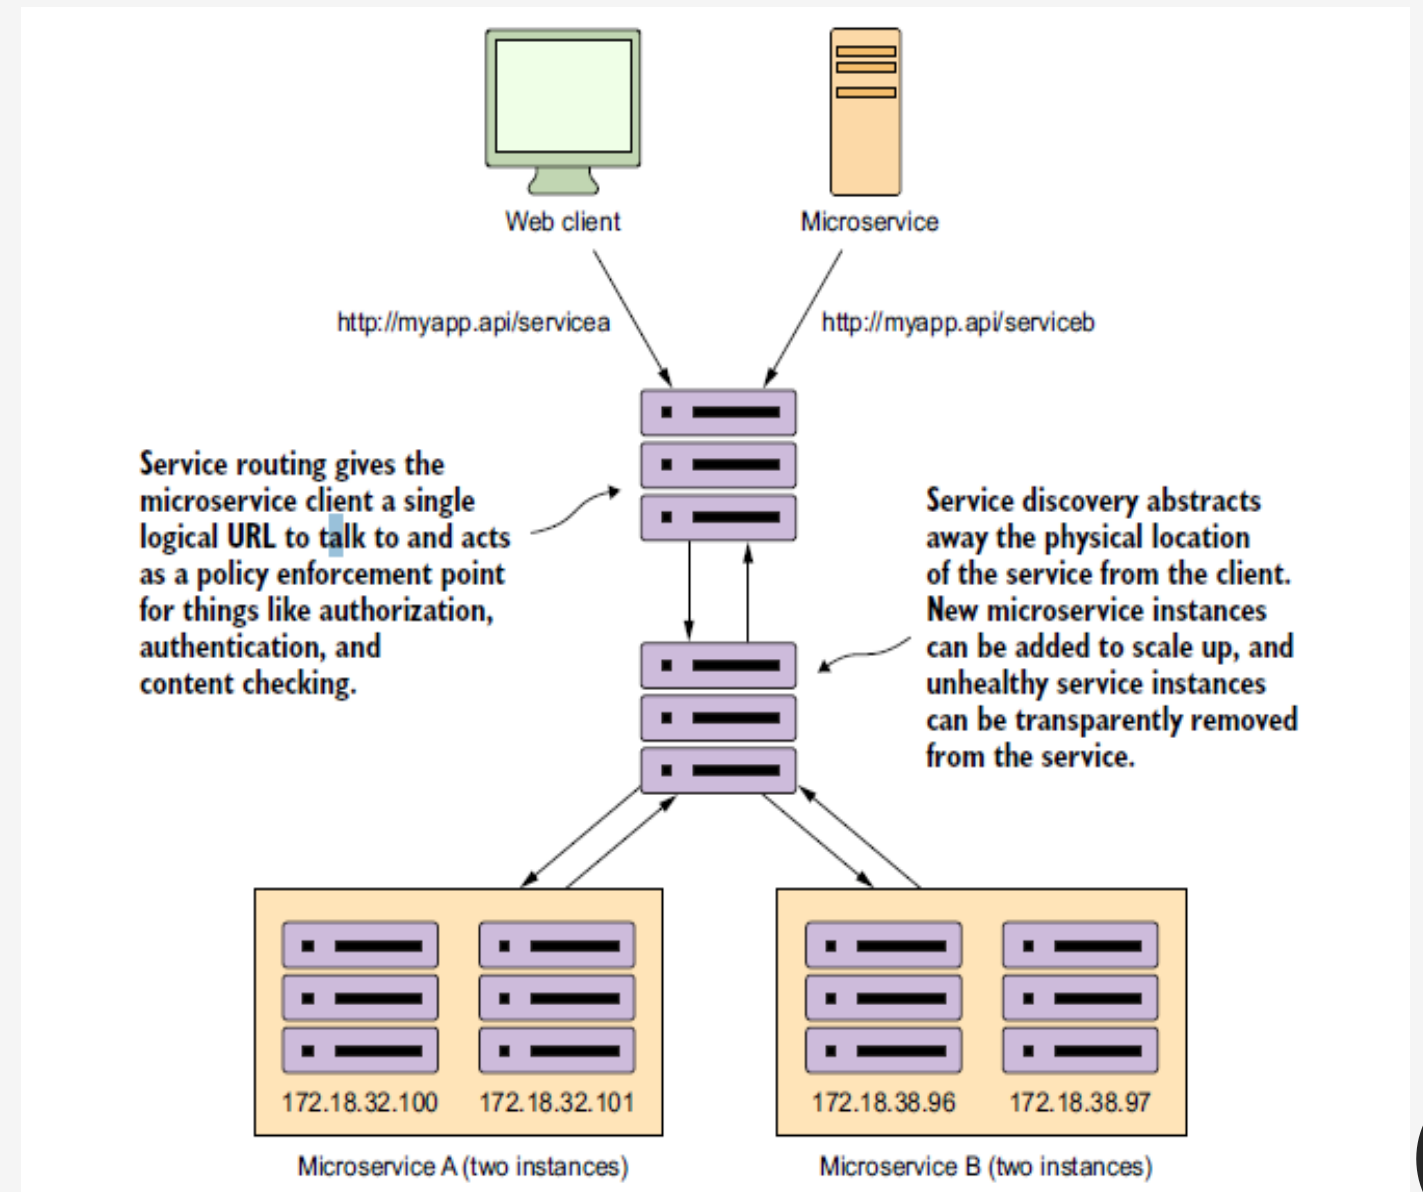 Web client
Microservice
http://myapp.api/servicea
http://myapp.api/serviceb
Service routing gives the
microservice client a single
logical URL to talk to and acts
as a policy enforcement point
for things like authorization,
authentication, and
content checking.
Service discovery abstracts
away the physical location
of the service from the client.
New microservice instances
can be added to scale up, and
unhealthy service instances
can be transparently removed
from the service.
172.18.32.100
172.18.32.101
172.18.38.96
172.18.38.97
Microservice A (two instances)
Microservice B (two instances)